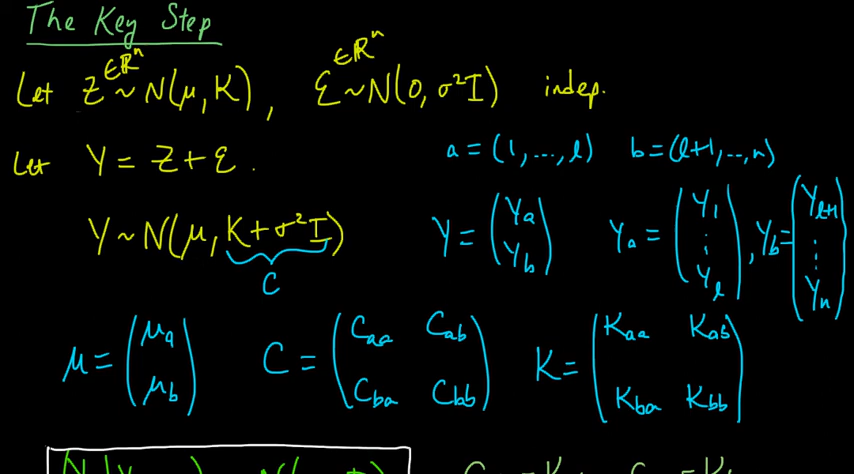 The Key Step
Let Z ∈ℝⁿ ~ N(μ, K), ε ∈ℝⁿ ~ N(0, σ²I) indep.
Let Y = Z + ε.
a = (1, ..., l) b = (l+1, ..., n)
Y ~ N(μ, K + σ²I)
C
Y = (Ya Yb) Ya = (Y1 ⋮ Yl), Yb = (Yl+1 ⋮ Yn)
μ = (μa μb) C = (Caa Cab Cba Cbb) K = (Kaa Kab Kba Kbb)